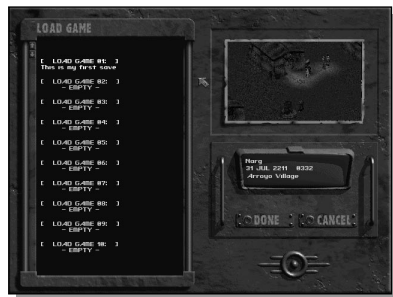 LOAD GAME
[ LOAD GAME 01: ]
This is my first save
[ LOAD GAME 02: ]
- EMPTY -
[ LOAD GAME 03: ]
- EMPTY -
[ LOAD GAME 04: ]
- EMPTY -
[ LOAD GAME 05: ]
- EMPTY -
[ LOAD GAME 06: ]
- EMPTY -
[ LOAD GAME 07: ]
- EMPTY -
[ LOAD GAME 08: ]
- EMPTY -
[ LOAD GAME 09: ]
- EMPTY -
[ LOAD GAME 10: ]
- EMPTY -
Narg
31 JUL 2211 0332
Arroyo Village
DONE CANCEL